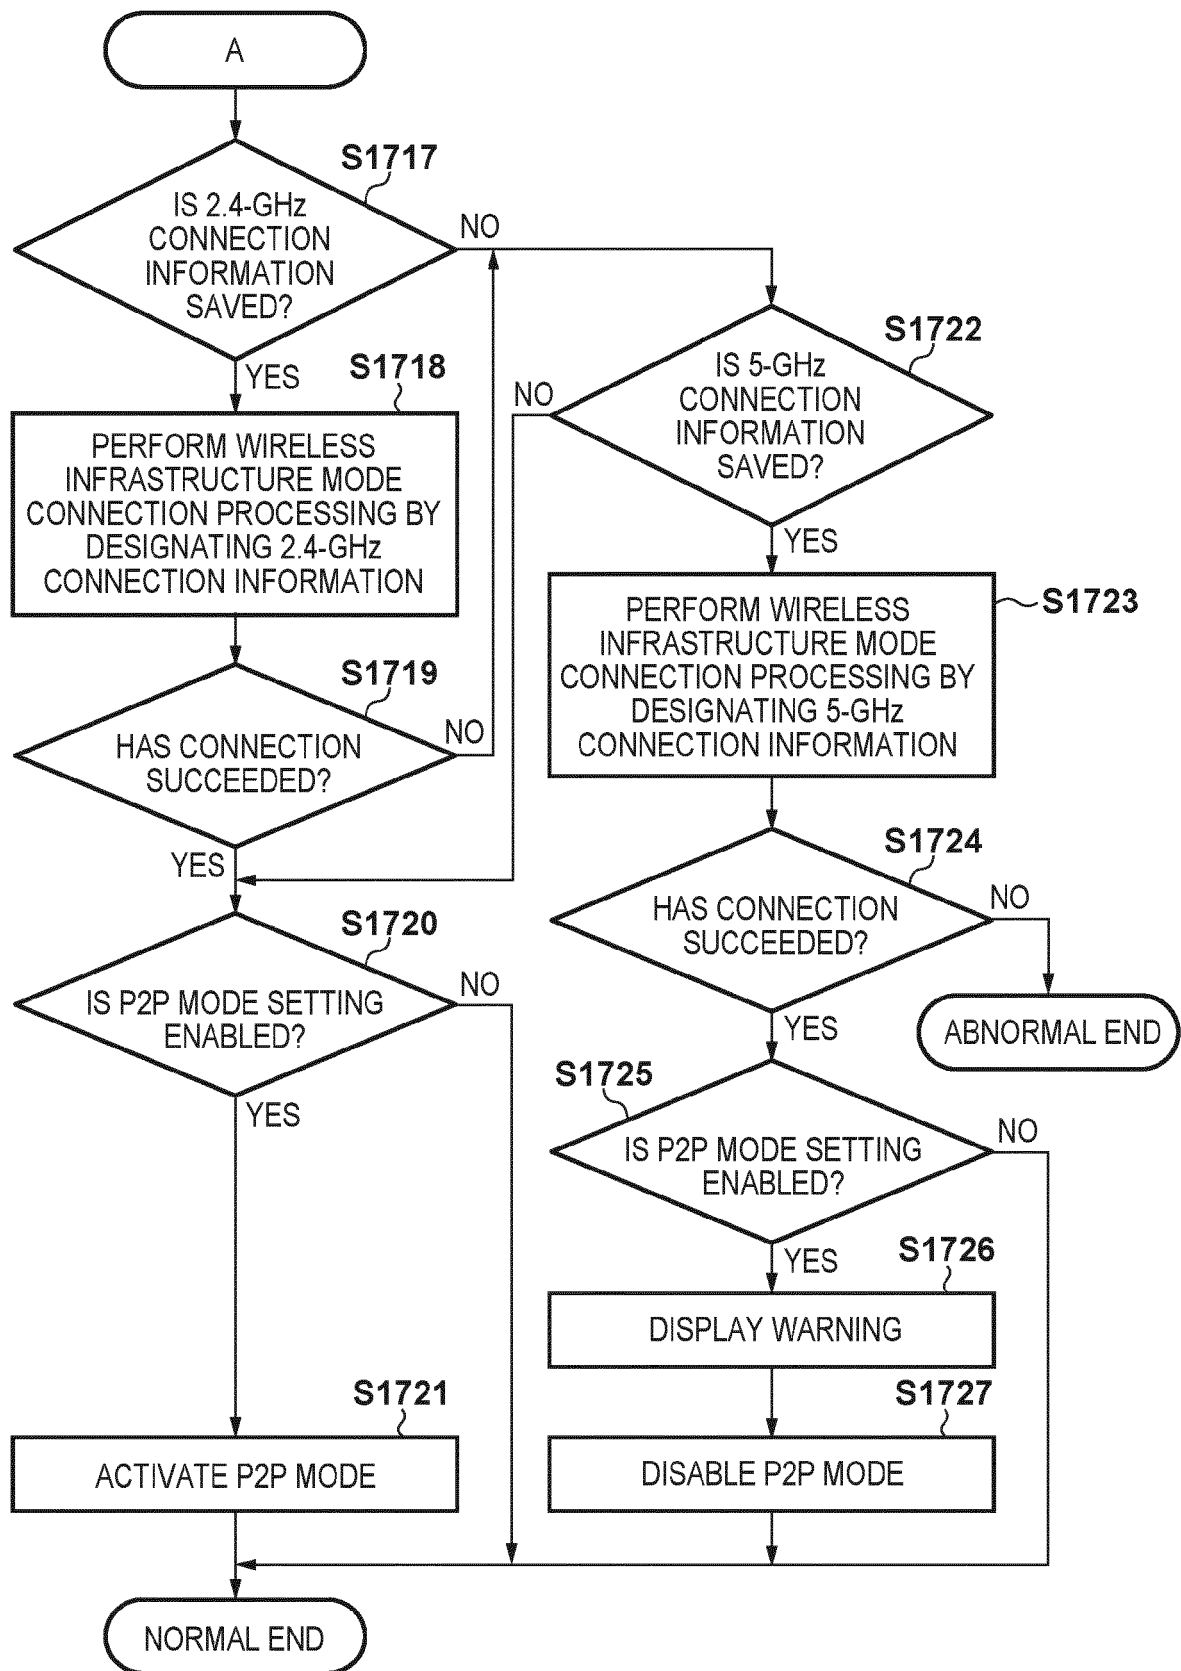 A
S1717
IS 2.4-GHz
CONNECTION
INFORMATION
SAVED?
NO
YES
S1718
PERFORM WIRELESS
INFRASTRUCTURE MODE
CONNECTION PROCESSING BY
DESIGNATING 2.4-GHz
CONNECTION INFORMATION
S1719
HAS CONNECTION
SUCCEEDED?
NO
YES
S1720
IS P2P MODE SETTING
ENABLED?
NO
YES
S1721
ACTIVATE P2P MODE
NORMAL END
S1722
IS 5-GHz
CONNECTION
INFORMATION
SAVED?
NO
YES
S1723
PERFORM WIRELESS
INFRASTRUCTURE MODE
CONNECTION PROCESSING BY
DESIGNATING 5-GHz
CONNECTION INFORMATION
S1724
HAS CONNECTION
SUCCEEDED?
NO
ABNORMAL END
YES
S1725
IS P2P MODE SETTING
ENABLED?
NO
YES
S1726
DISPLAY WARNING
S1727
DISABLE P2P MODE